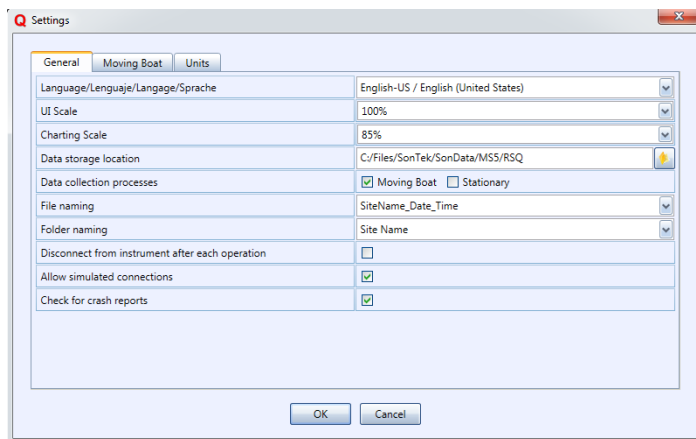 Q Settings
General Moving Boat Units
Language/Lenguaje/Langage/Sprache English-US / English (United States)
UI Scale 100%
Charting Scale 85%
Data storage location C:/Files/SonTek/SonData/MS5/RSQ
Data collection processes Moving Boat Stationary
File naming SiteName_Date_Time
Folder naming Site Name
Disconnect from instrument after each operation
Allow simulated connections
Check for crash reports
OK Cancel